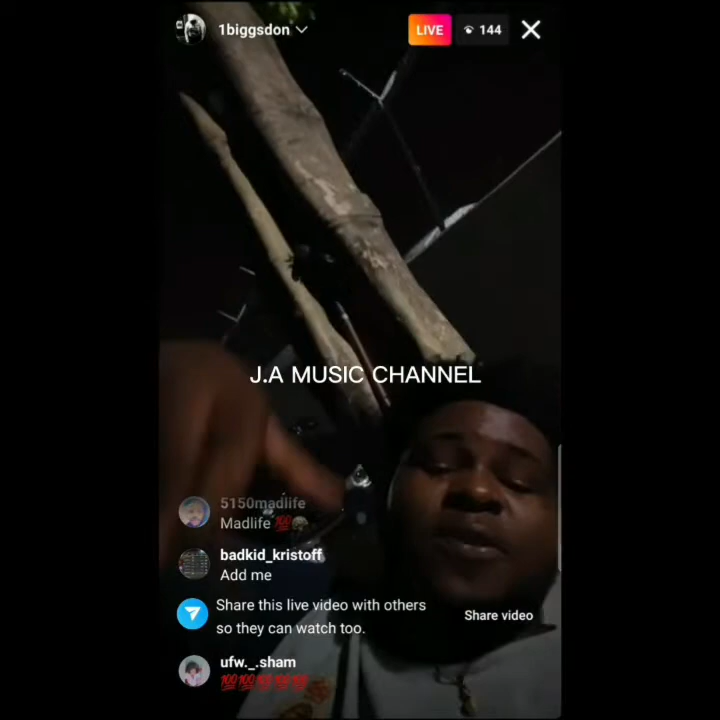 1biggsdon
LIVE
144
J.A MUSIC CHANNEL
5150madlife
Madlife 💯
badkid_kristoff
Add me
Share this live video with others
so they can watch too.
Share video
ufw._.sham
💯💯💯💯💯